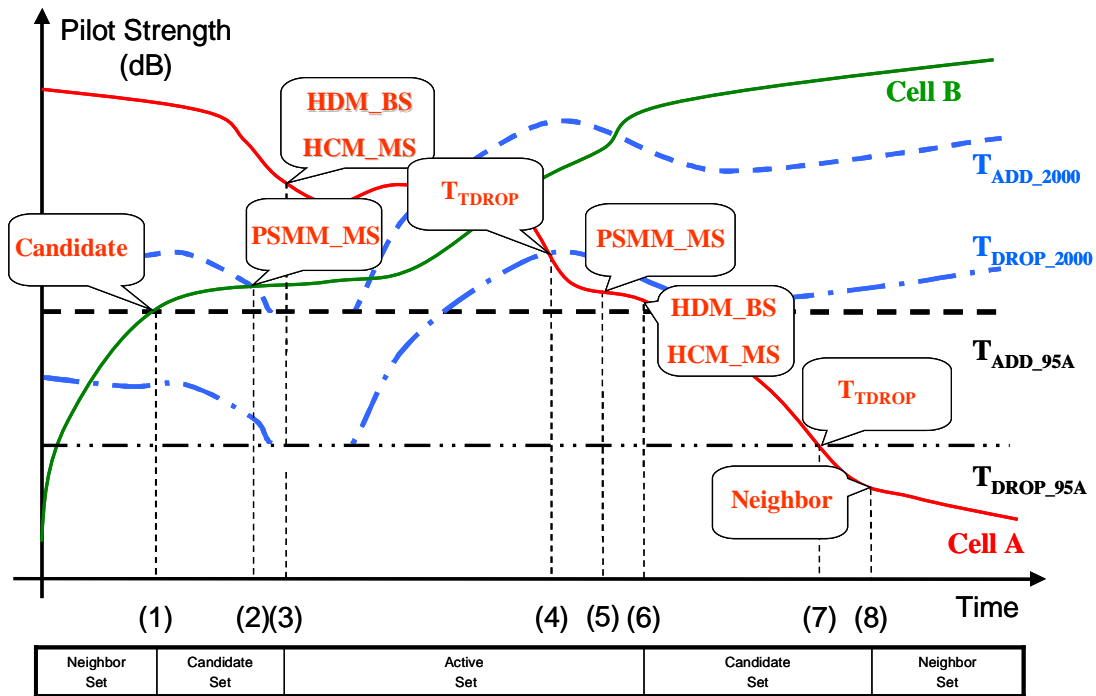 Pilot Strength
(dB)
HDM_BS
HCM_MS
Cell B
T_ADD_2000
T_TDROP
Candidate
PSMM_MS
PSMM_MS
T_DROP_2000
HDM_BS
HCM_MS
T_ADD_95A
T_TDROP
Neighbor
T_DROP_95A
Cell A
Time
(1) (2) (3) (4) (5) (6) (7) (8)
Neighbor Set
Candidate Set
Active Set
Candidate Set
Neighbor Set